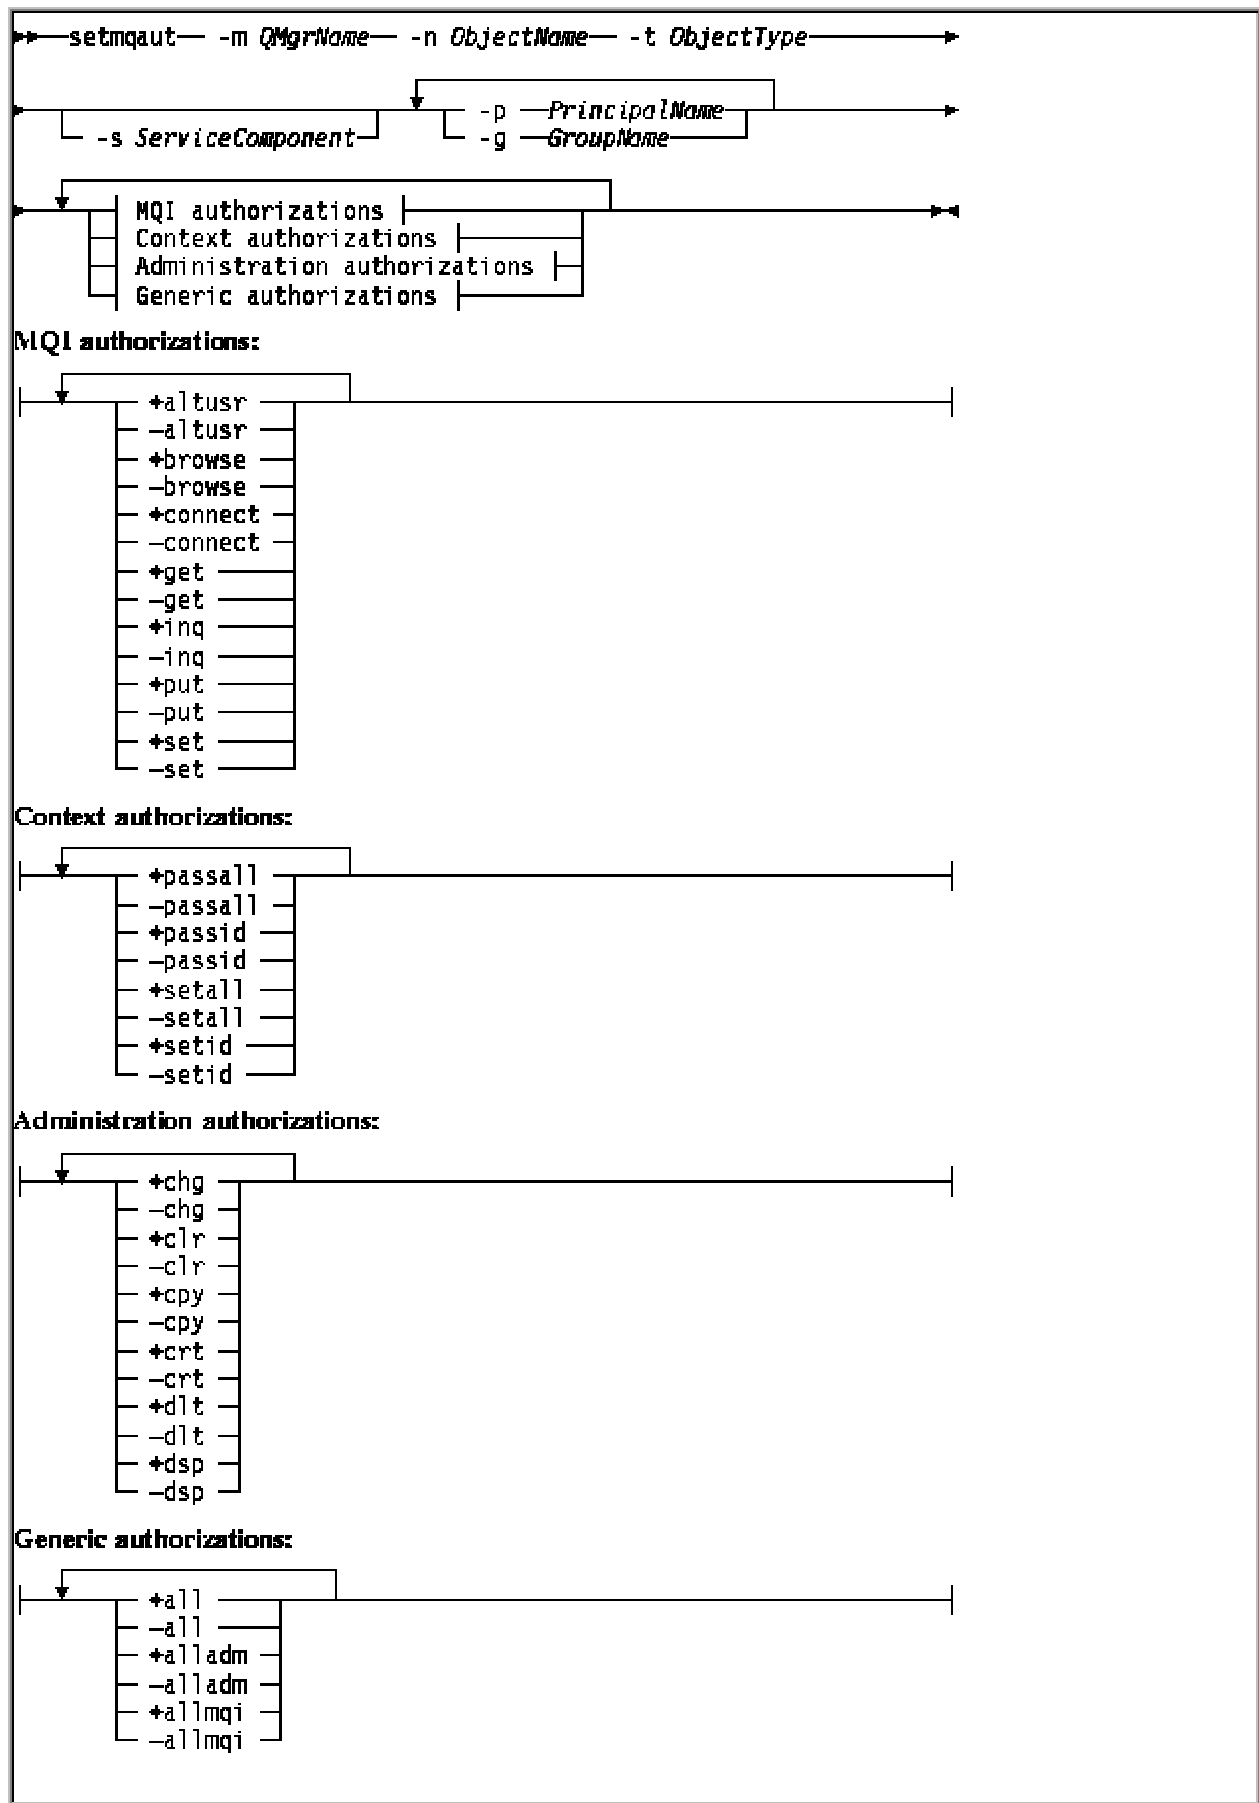 setmqaut -m QMgrName -n ObjectName -t ObjectType
-p PrincipalName
-s ServiceComponent -g GroupName
MQI authorizations
Context authorizations
Administration authorizations
Generic authorizations
MQI authorizations:
+altusr
-altusr
+browse
-browse
+connect
-connect
+get
-get
+inq
-inq
+put
-put
+set
-set
Context authorizations:
+passall
-passall
+passid
-passid
+setall
-setall
+setid
-setid
Administration authorizations:
+chg
-chg
+clr
-clr
+cpy
-cpy
+crt
-crt
+dlt
-dlt
+dsp
-dsp
Generic authorizations:
+all
-all
+alladm
-alladm
+allmqi
-allmqi